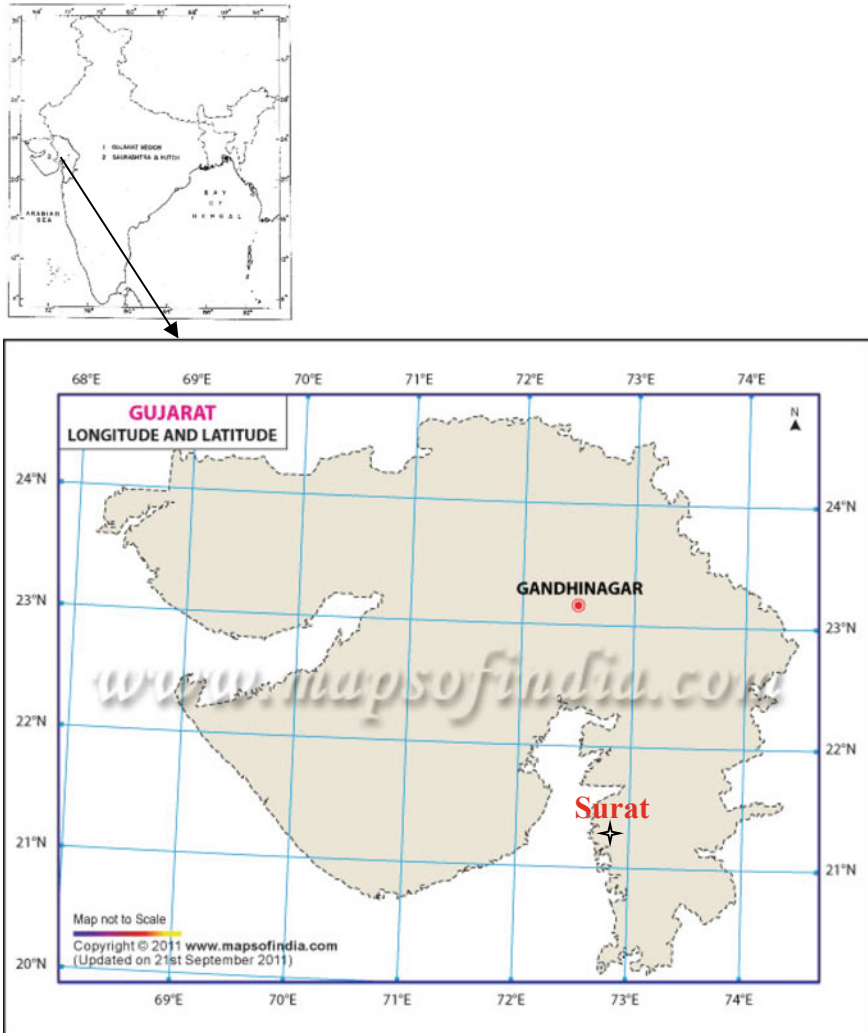 1 GUJARAT REGION
2 SAURASHTRA & KUTCH
ARABIAN
SEA
BAY
OF
BENGAL
68°E 69°E 70°E 71°E 72°E 73°E 74°E
GUJARAT
LONGITUDE AND LATITUDE
N
24°N
24°N
GANDHINAGAR
23°N
23°N
www.mapsofindia.com
22°N
22°N
Surat
21°N
21°N
Map not to Scale
Copyright © 2011 www.mapsofindia.com
(Updated on 21st September 2011)
20°N
69°E 70°E 71°E 72°E 73°E 74°E